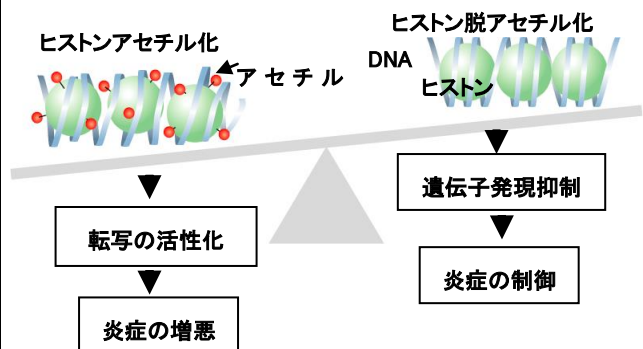 ヒストンアセチル化
アセチル
転写の活性化
炎症の増悪
ヒストン脱アセチル化
DNA
ヒストン
遺伝子発現抑制
炎症の制御